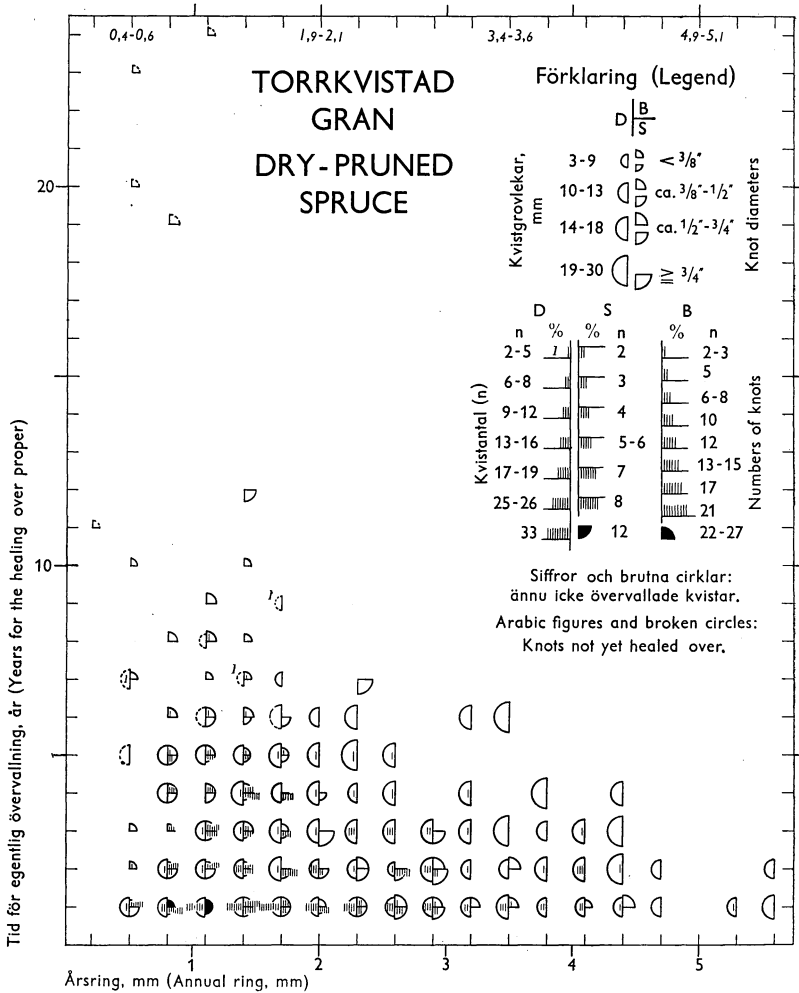 0,4-0,6
1,9-2,1
3,4-3,6
4,9-5,1
TORRKVISTAD
GRAN
DRY-PRUNED
SPRUCE
Förklaring (Legend)
D B
S
Kvistgrovlekar,
mm
3-9 < 3/8"
10-13 ca. 3/8"-1/2"
14-18 ca. 1/2"-3/4"
19-30 ≧ 3/4"
Knot diameters
D S B
n % % n % n
2-5 1 2 2-3
6-8 3 5
9-12 4 6-8
13-16 5-6 10
17-19 7 12
25-26 8 13-15
33 12 17
21
22-27
Kvistantal (n)
Numbers of knots
Siffror och brutna cirklar:
ännu icke övervallade kvistar.
Arabic figures and broken circles:
Knots not yet healed over.
20
10
1
1
Tid för egentlig övervallning, år (Years for the healing over proper)
1 2 3 4 5
Årsring, mm (Annual ring, mm)